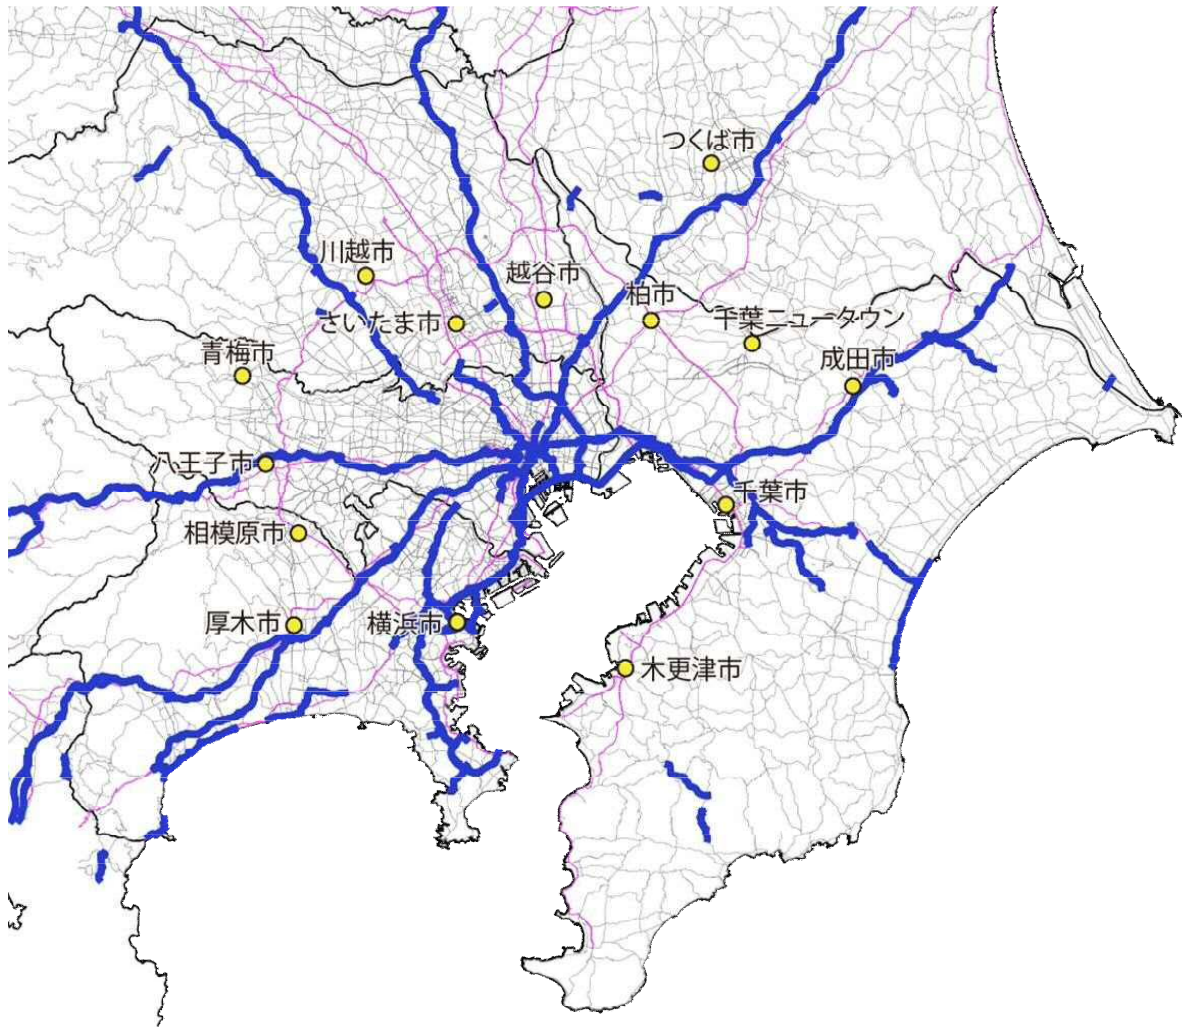 つくば市
川越市
越谷市
柏市
さいたま市
千葉ニュータウン
青梅市
成田市
八王子市
千葉市
相模原市
厚木市
横浜市
木更津市